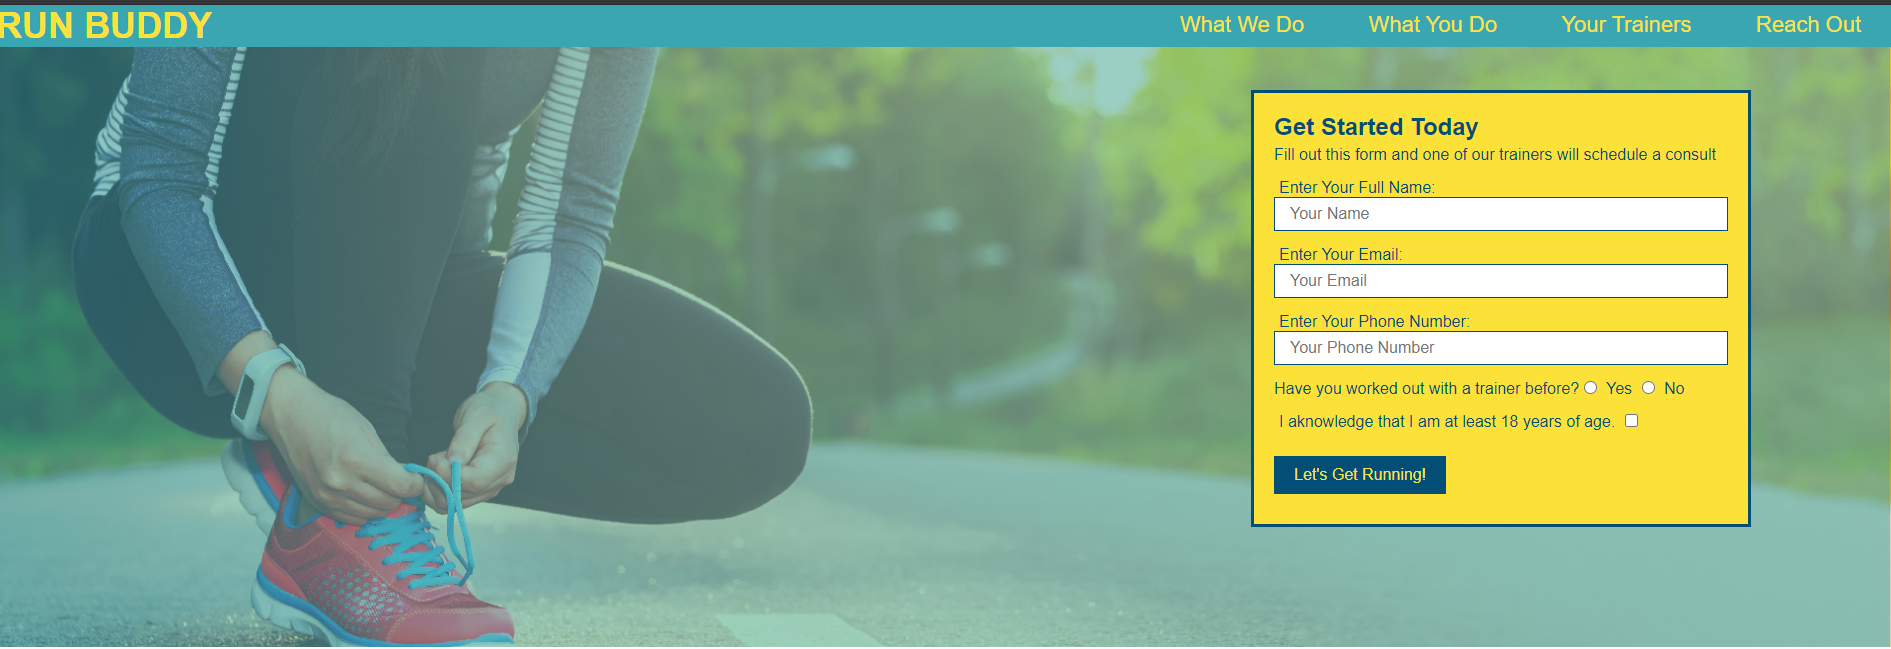 RUN BUDDY
What We Do
What You Do
Your Trainers
Reach Out
Get Started Today
Fill out this form and one of our trainers will schedule a consult
Enter Your Full Name:
Your Name
Enter Your Email:
Your Email
Enter Your Phone Number:
Your Phone Number
Have you worked out with a trainer before? Yes No
I aknowledge that I am at least 18 years of age.
Let's Get Running!